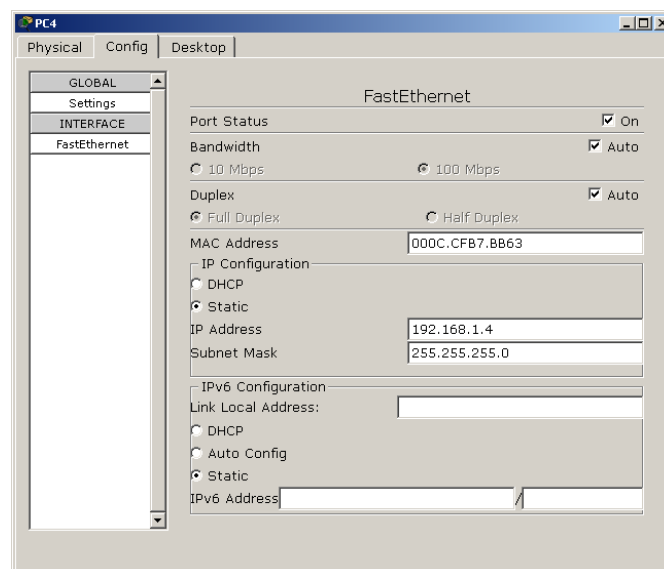 PC4
Physical Config Desktop
GLOBAL
Settings
INTERFACE
FastEthernet
FastEthernet
Port Status On
Bandwidth Auto
10 Mbps 100 Mbps
Duplex Auto
Full Duplex Half Duplex
MAC Address 000C.CFB7.BB63
IP Configuration
DHCP
Static
IP Address 192.168.1.4
Subnet Mask 255.255.255.0
IPv6 Configuration
Link Local Address:
DHCP
Auto Config
Static
IPv6 Address /